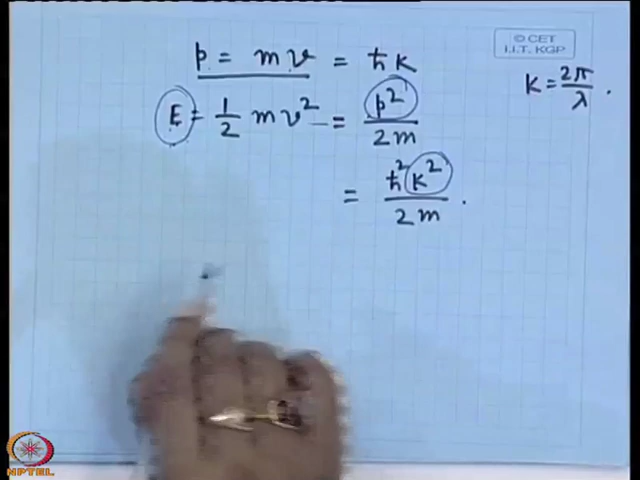 © CET
I.I.T. KGP
p = mv = ħk
k = 2π/λ .
E = 1/2 mv² = p²/2m
= ħ²k²/2m .
NPTEL